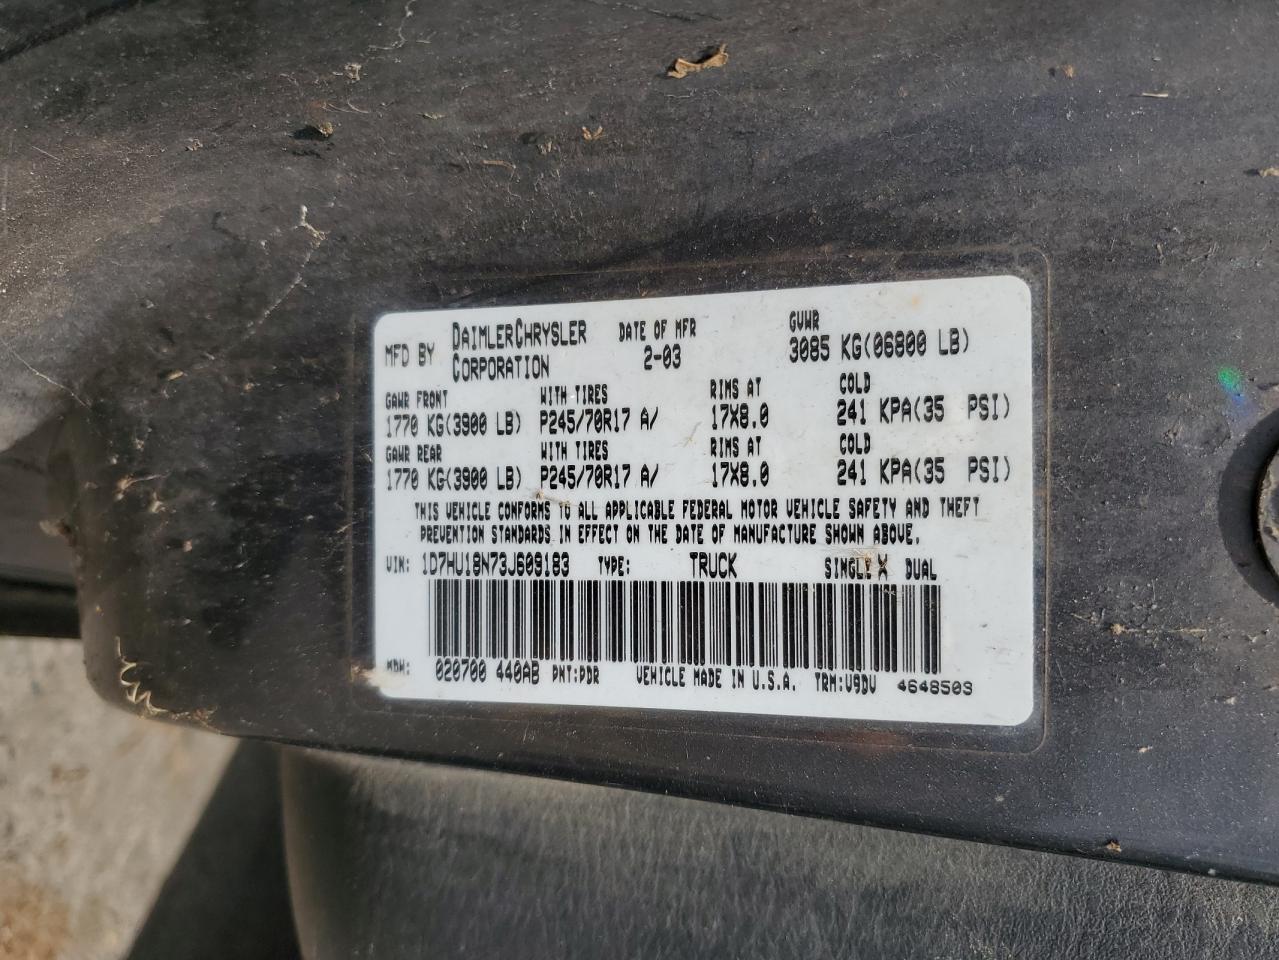 MFD BY DAIMLERCHRYSLER CORPORATION DATE OF MFR 2-03 GVWR 3085 KG(06800 LB)
GAWR FRONT WITH TIRES RIMS AT COLD
1770 KG(3900 LB) P245/70R17 A/ 17X8.0 241 KPA(35 PSI)
GAWR REAR WITH TIRES RIMS AT COLD
1770 KG(3900 LB) P245/70R17 A/ 17X8.0 241 KPA(35 PSI)
THIS VEHICLE CONFORMS TO ALL APPLICABLE FEDERAL MOTOR VEHICLE SAFETY AND THEFT
PREVENTION STANDARDS IN EFFECT ON THE DATE OF MANUFACTURE SHOWN ABOVE.
VIN: 1D7HU18N73J609183 TYPE: TRUCK SINGLE X DUAL
MDH: 020700 440AB PNT:PDR VEHICLE MADE IN U.S.A. TRM:V9DV 4648503